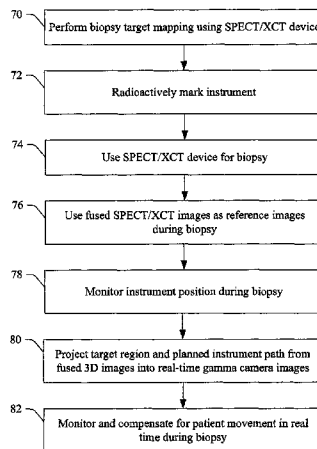 70
Perform biopsy target mapping using SPECT/XCT device
72
Radioactively mark instrument
74
Use SPECT/XCT device for biopsy
76
Use fused SPECT/XCT images as reference images
during biopsy
78
Monitor instrument position during biopsy
80
Project target region and planned instrument path from
fused 3D images into real-time gamma camera images
82
Monitor and compensate for patient movement in real
time during biopsy